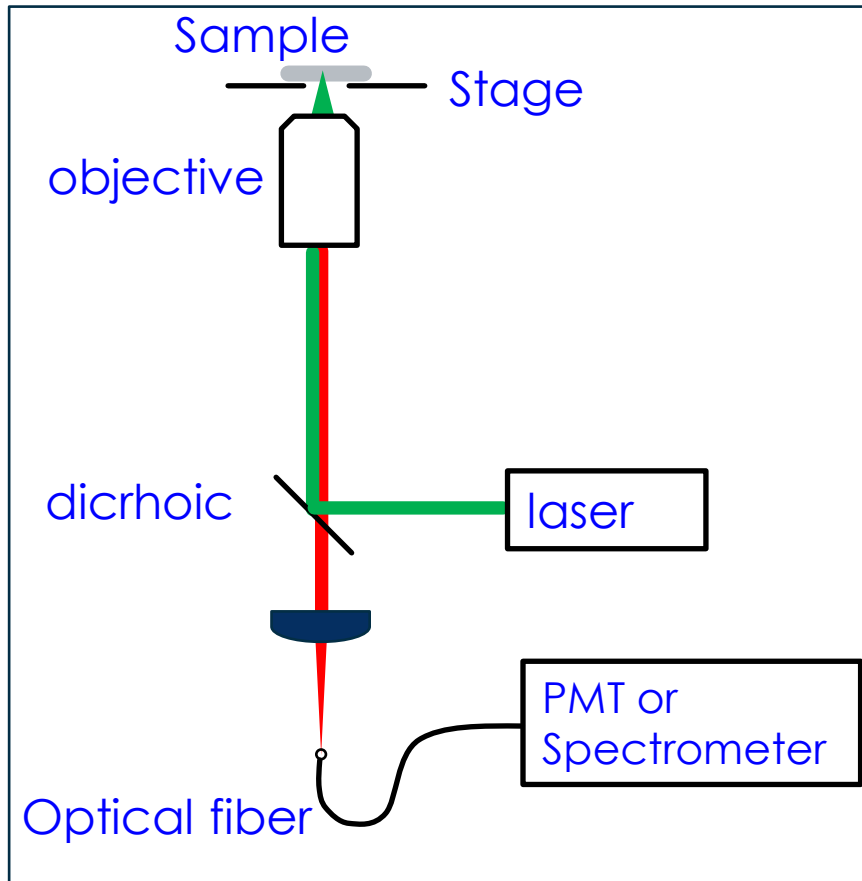 Sample
Stage
objective
dicrhoic
laser
PMT or
Spectrometer
Optical fiber